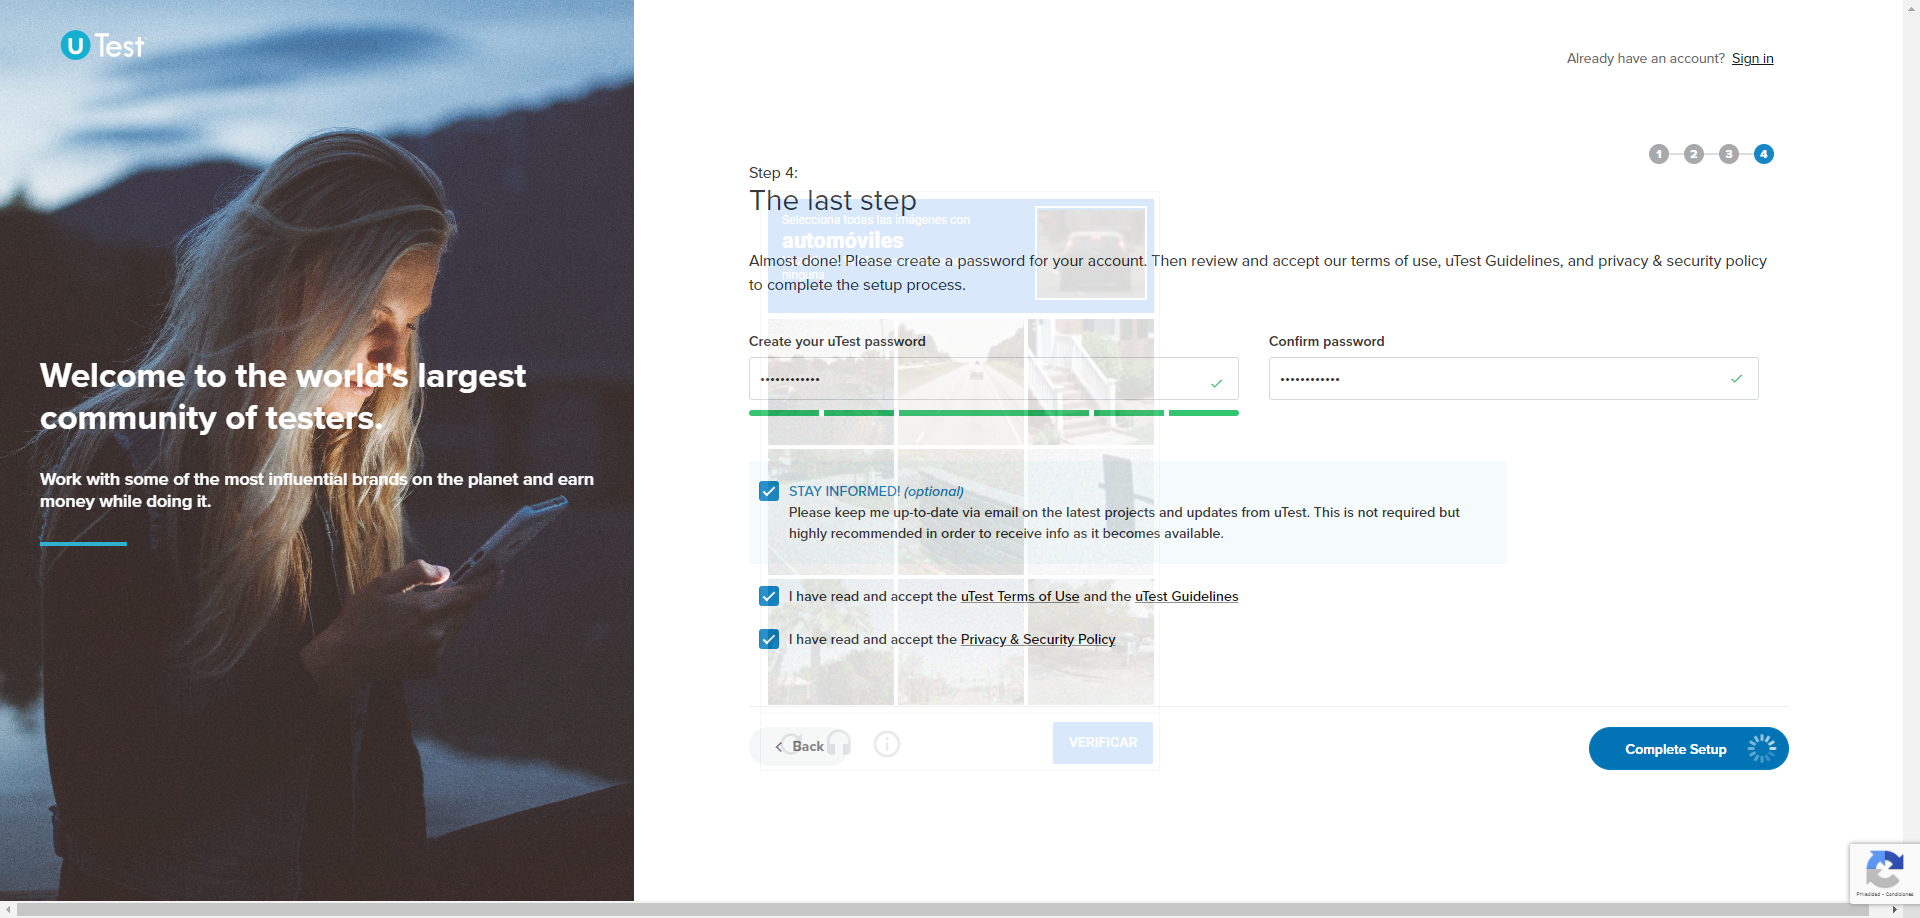 uTest
Already have an account? Sign in
1 2 3 4
Step 4:
The last step
Selecciona todas las imágenes con
automóviles
ninguna
Almost done! Please create a password for your account. Then review and accept our terms of use, uTest Guidelines, and privacy & security policy
to complete the setup process.
Create your uTest password
Confirm password
Welcome to the world's largest
community of testers.
Work with some of the most influential brands on the planet and earn
money while doing it.
STAY INFORMED! (optional)
Please keep me up-to-date via email on the latest projects and updates from uTest. This is not required but
highly recommended in order to receive info as it becomes available.
I have read and accept the uTest Terms of Use and the uTest Guidelines
I have read and accept the Privacy & Security Policy
Back
VERIFICAR
Complete Setup
Privacidad - Condiciones